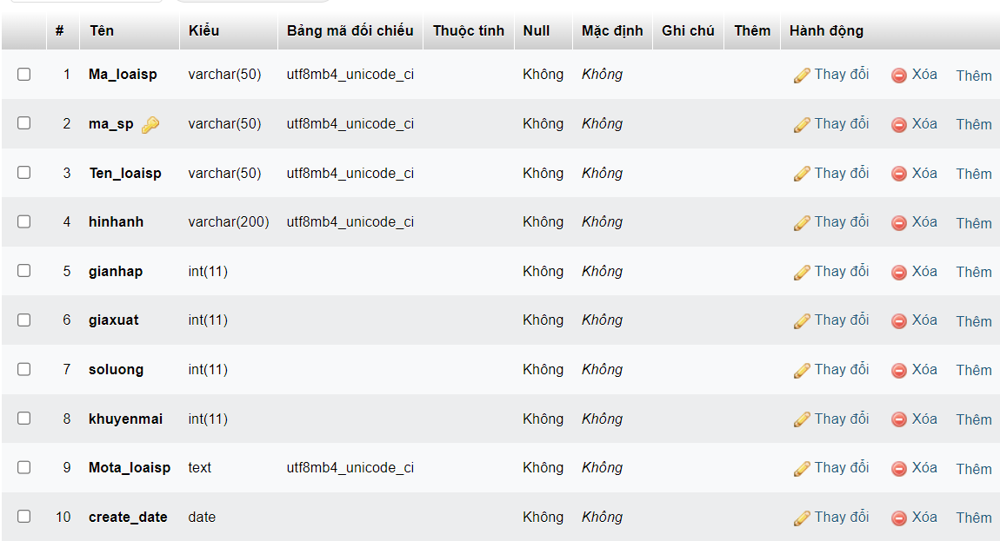 # Tên Kiểu Bảng mã đối chiếu Thuộc tính Null Mặc định Ghi chú Thêm Hành động
1 Ma_loaisp varchar(50) utf8mb4_unicode_ci Không Không Thay đổi Xóa Thêm
2 ma_sp varchar(50) utf8mb4_unicode_ci Không Không Thay đổi Xóa Thêm
3 Ten_loaisp varchar(50) utf8mb4_unicode_ci Không Không Thay đổi Xóa Thêm
4 hinhanh varchar(200) utf8mb4_unicode_ci Không Không Thay đổi Xóa Thêm
5 gianhap int(11) Không Không Thay đổi Xóa Thêm
6 giaxuat int(11) Không Không Thay đổi Xóa Thêm
7 soluong int(11) Không Không Thay đổi Xóa Thêm
8 khuyenmai int(11) Không Không Thay đổi Xóa Thêm
9 Mota_loaisp text utf8mb4_unicode_ci Không Không Thay đổi Xóa Thêm
10 create_date date Không Không Thay đổi Xóa Thêm